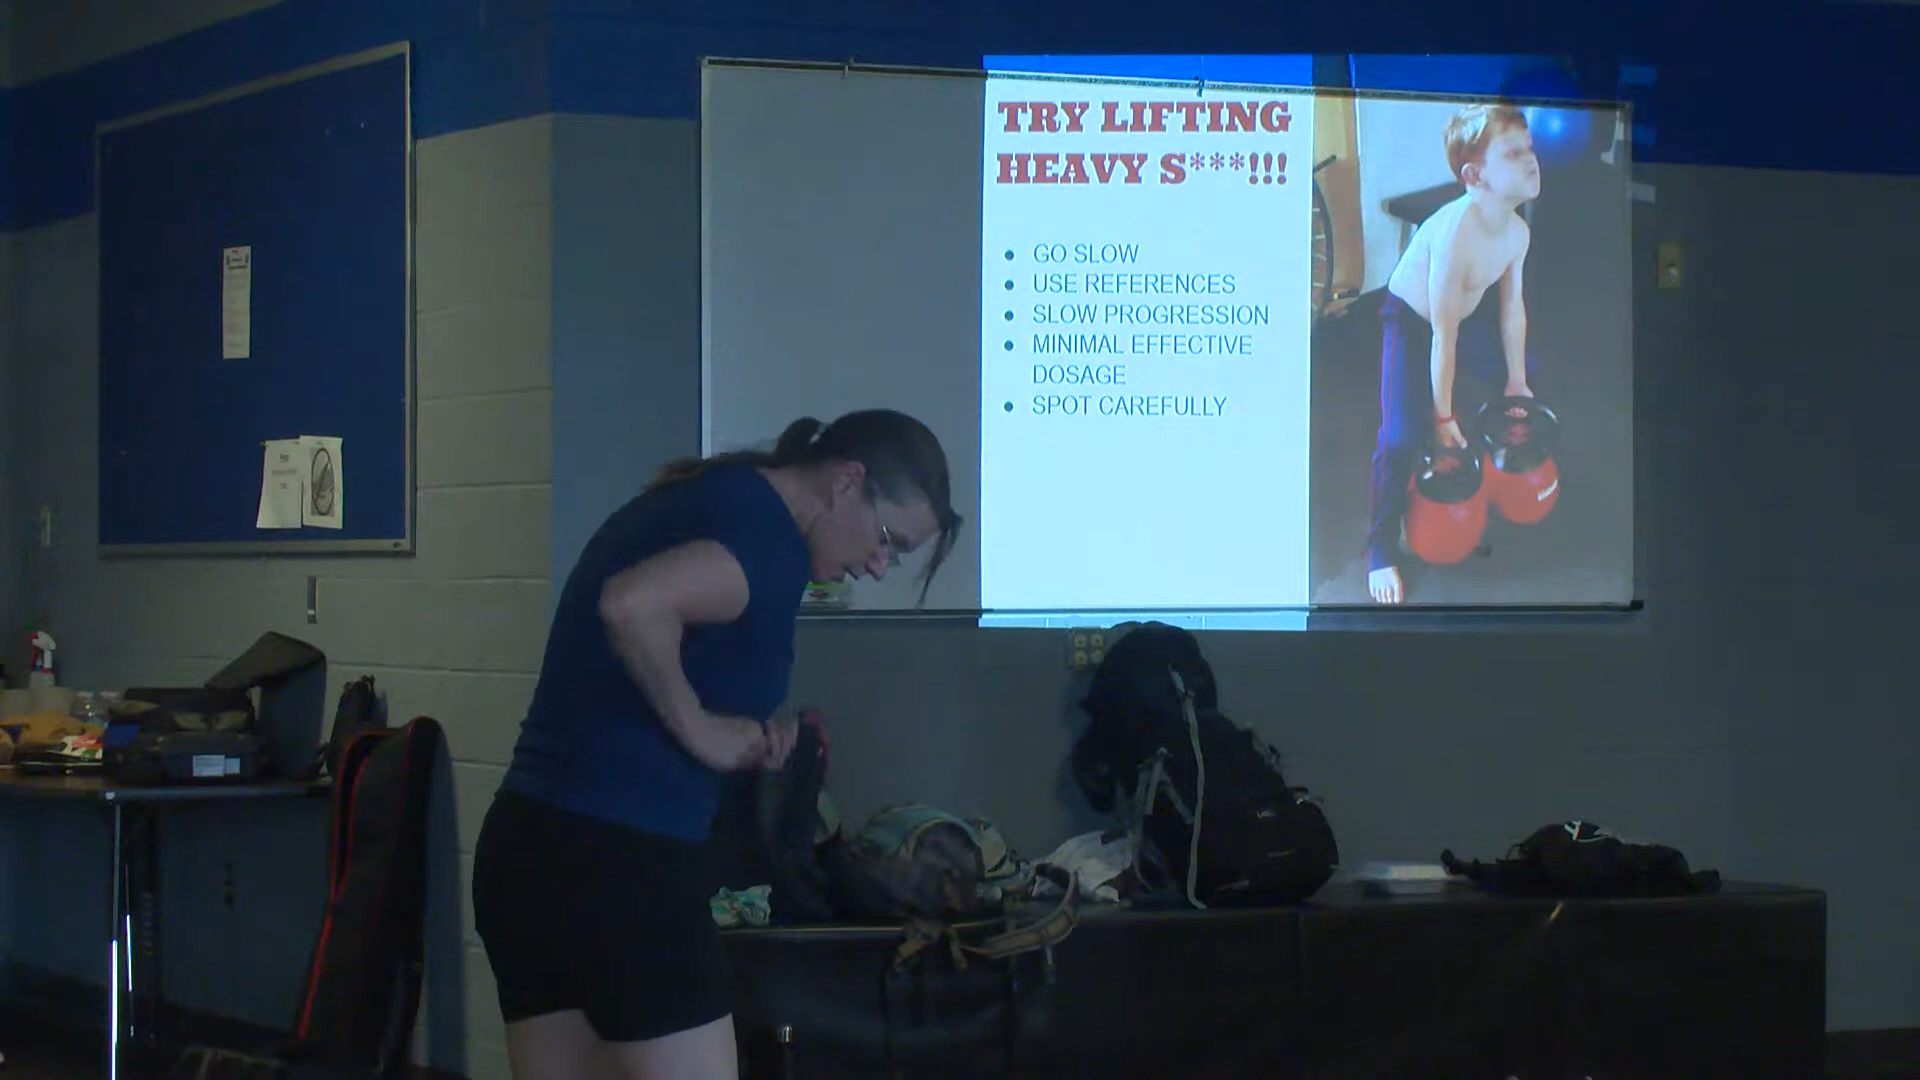 TRY LIFTING
HEAVY S***!!!
● GO SLOW
● USE REFERENCES
● SLOW PROGRESSION
● MINIMAL EFFECTIVE
DOSAGE
● SPOT CAREFULLY